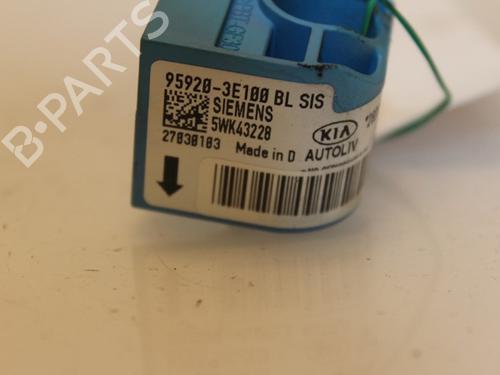 B-PARTS
95920-3E100 BL SIS
SIEMENS
5WK43228
KIA
27030103 Made in D AUTOLIV